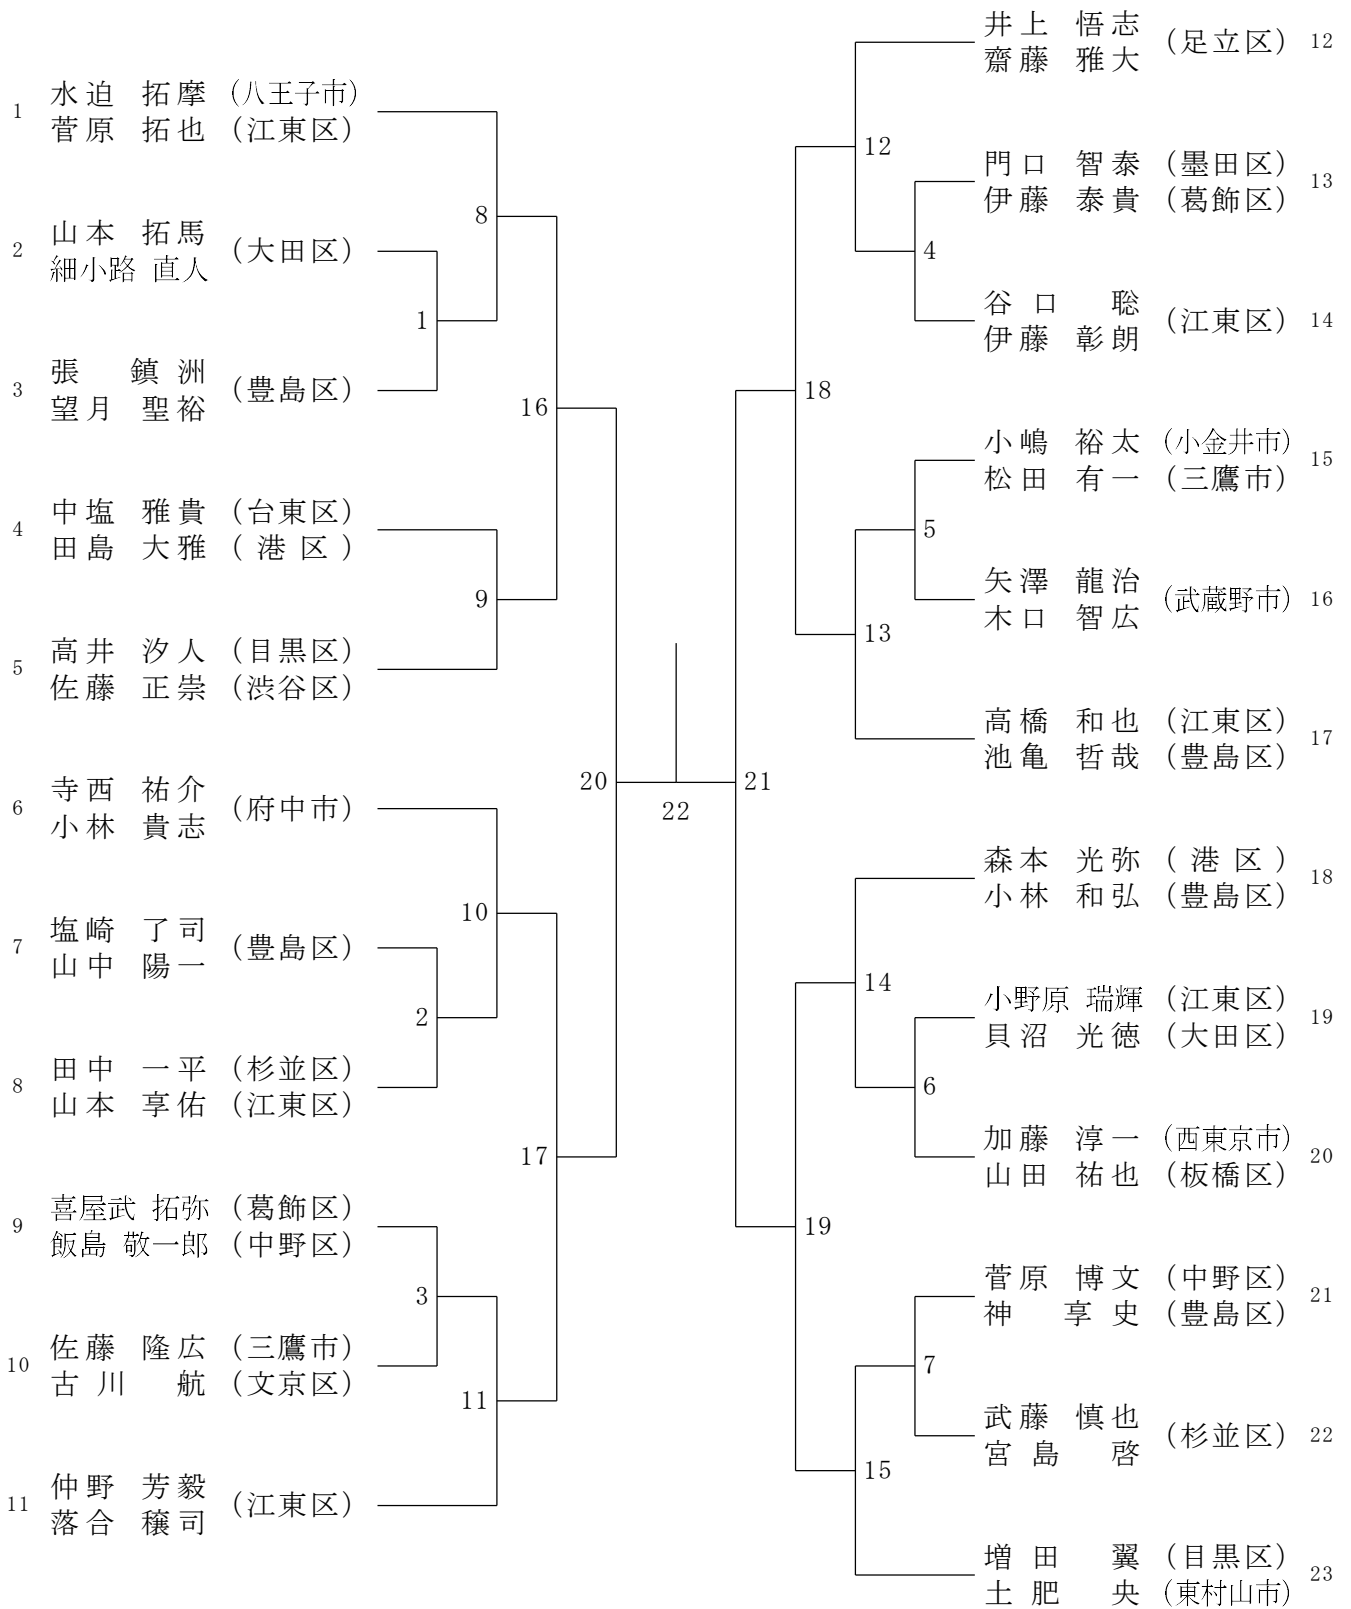 1 水迫 拓摩 (八王子市)
菅原 拓也 (江東区)
2 山本 拓馬 (大田区)
細小路 直人
3 張 鎮洲 (豊島区)
望月 聖裕
4 中塩 雅貴 (台東区)
田島 大雅 (港区)
5 高井 汐人 (目黒区)
佐藤 正崇 (渋谷区)
6 寺西 祐介 (府中市)
小林 貴志
7 塩崎 了司 (豊島区)
山中 陽一
8 田中 一平 (杉並区)
山本 享佑 (江東区)
9 喜屋武 拓弥 (葛飾区)
飯島 敬一郎 (中野区)
10 佐藤 隆広 (三鷹市)
古川 航 (文京区)
11 仲野 芳毅 (江東区)
落合 穣司
8
1
16
9
20
10
2
17
3
11
22
21
12
4
18
5
13
14
6
19
7
15
井上 悟志 (足立区) 12
齋藤 雅大
門口 智泰 (墨田区) 13
伊藤 泰貴 (葛飾区)
谷口 聡 (江東区) 14
伊藤 彰朗
小嶋 裕太 (小金井市) 15
松田 有一 (三鷹市)
矢澤 龍治 (武蔵野市) 16
木口 智広
高橋 和也 (江東区) 17
池亀 哲哉 (豊島区)
森本 光弥 (港区) 18
小林 和弘 (豊島区)
小野原 瑞輝 (江東区) 19
貝沼 光徳 (大田区)
加藤 淳一 (西東京市) 20
山田 祐也 (板橋区)
菅原 博文 (中野区) 21
神 享史 (豊島区)
武藤 慎也 (杉並区) 22
宮島 啓
増田 翼 (目黒区) 23
土肥 央 (東村山市)